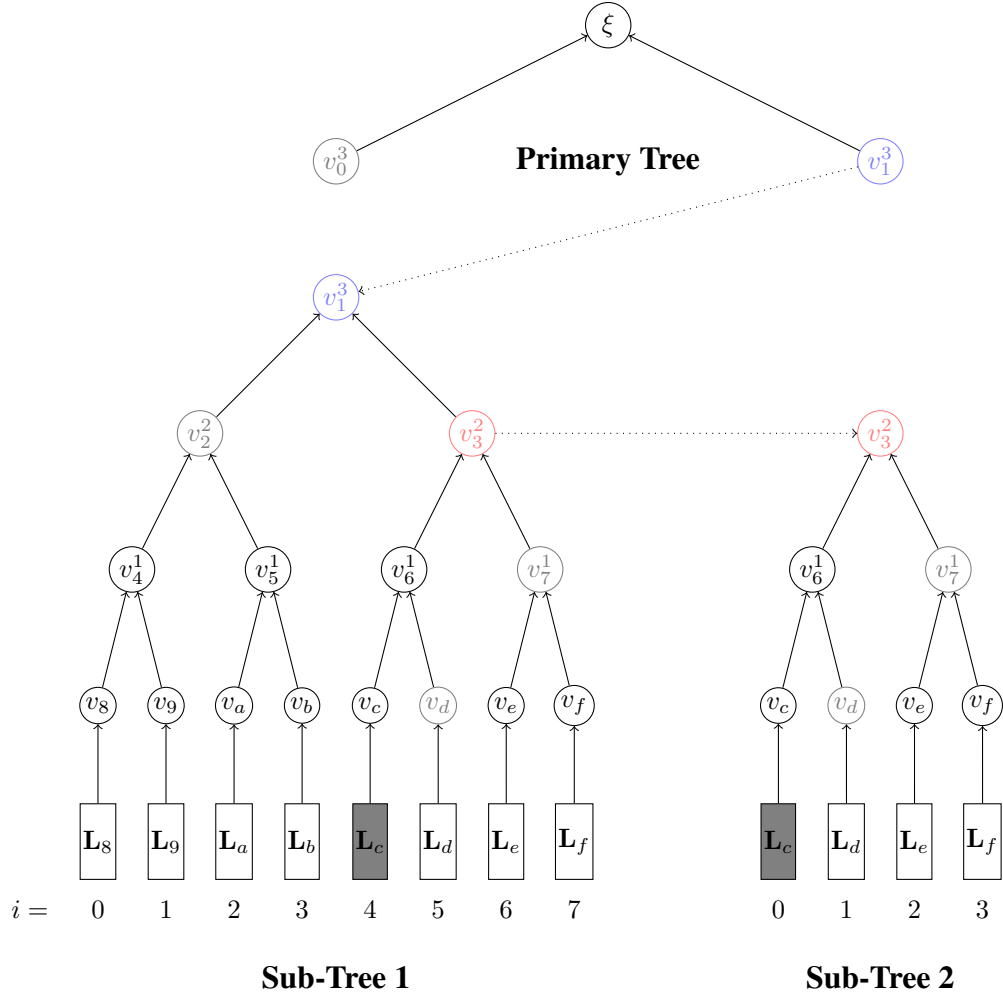 ξ
v_0^3 Primary Tree v_1^3
v_1^3
v_2^2 v_3^2 v_3^2
v_4^1 v_5^1 v_6^1 v_7^1 v_6^1 v_7^1
v_8 v_9 v_a v_b v_c v_d v_e v_f v_c v_d v_e v_f
L_8 L_9 L_a L_b L_c L_d L_e L_f L_c L_d L_e L_f
i = 0 1 2 3 4 5 6 7 0 1 2 3
Sub-Tree 1 Sub-Tree 2